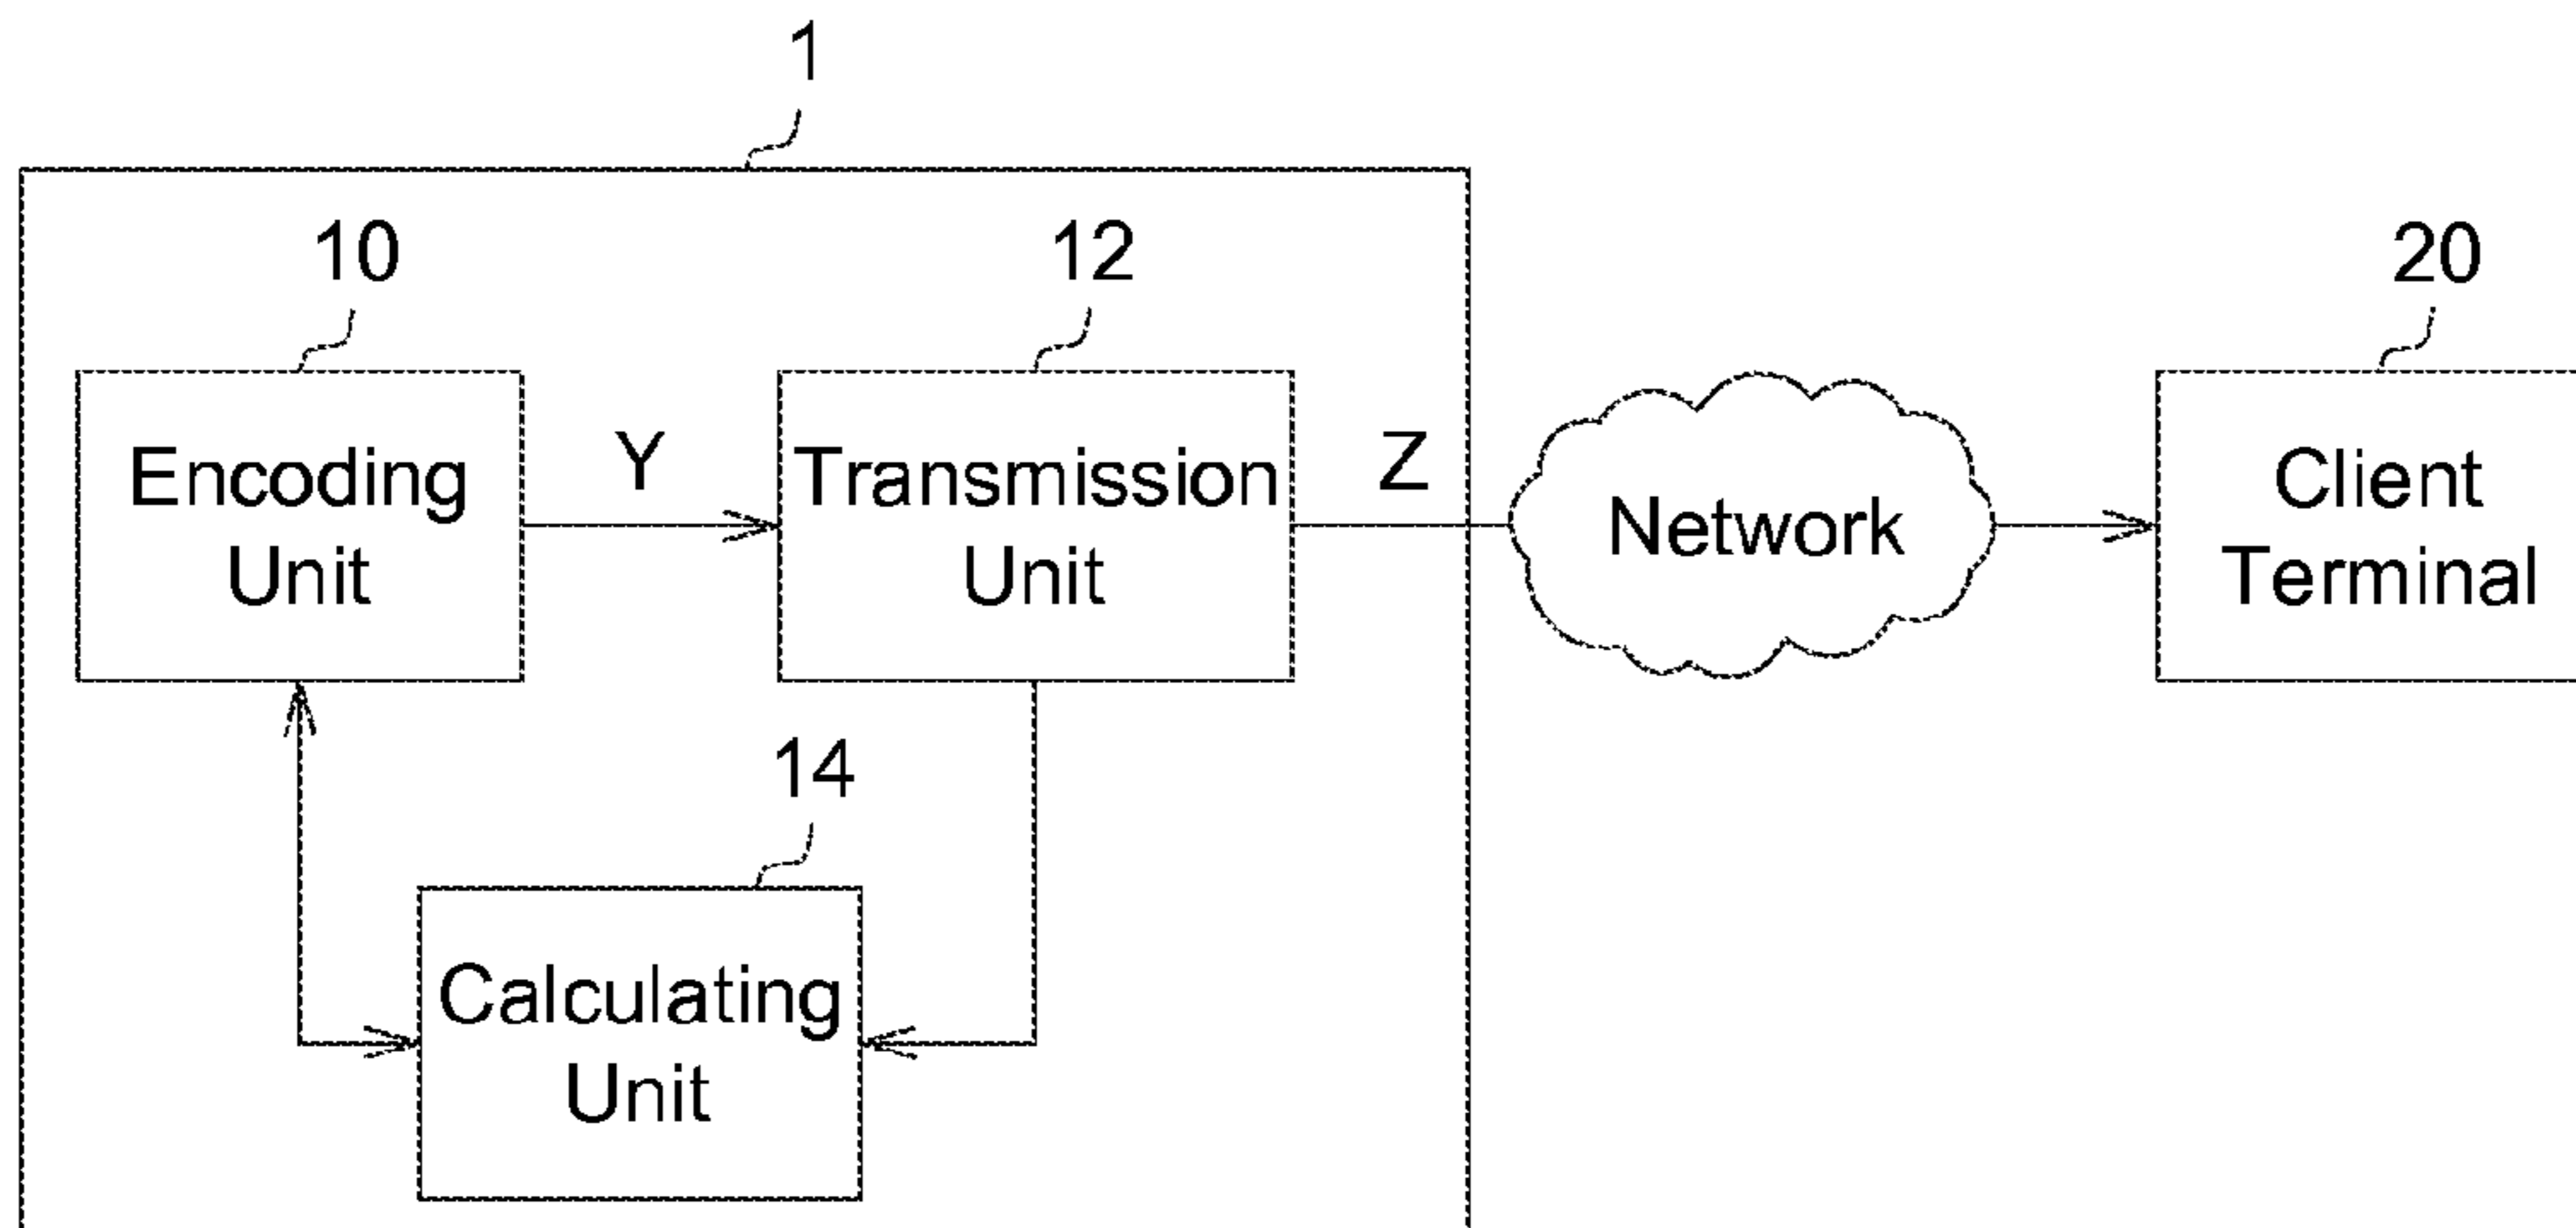 1
10
12
20
Encoding
Unit
Y
Transmission
Unit
Z
Network
Client
Terminal
14
Calculating
Unit